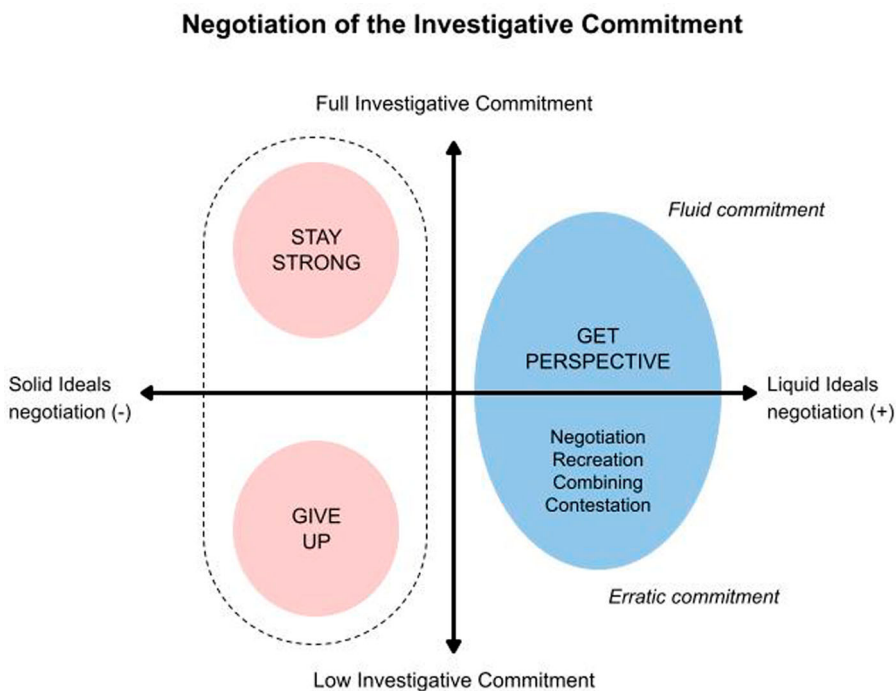 Negotiation of the Investigative Commitment
Full Investigative Commitment
STAY
STRONG
Fluid commitment
GET
PERSPECTIVE
Solid Ideals
negotiation (-)
Liquid Ideals
negotiation (+)
Negotiation
Recreation
Combining
Contestation
GIVE
UP
Erratic commitment
Low Investigative Commitment